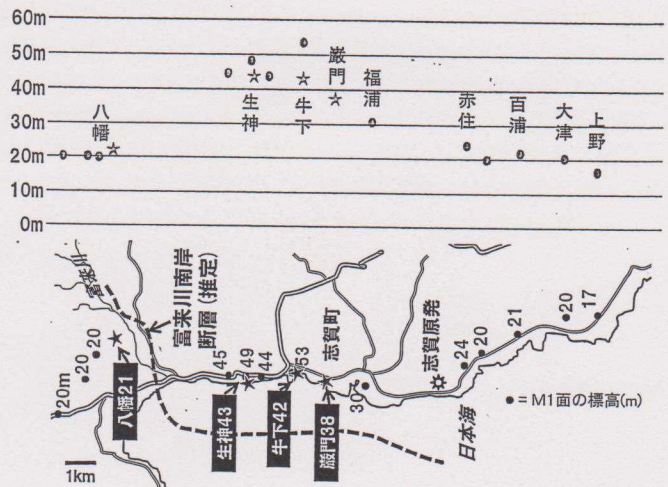 60m
50m
40m
30m
20m
10m
0m
八幡
生神
牛下
巌門
福浦
赤住
百浦
大津
上野
富来川
富来川南岸
断層(推定)
志賀町
志賀原発
日本海
20m
20
20
八幡21
45
49
44
53
生神43
牛下42
巌門38
30
24
20
21
20
17
●=M1面の標高(m)
1km